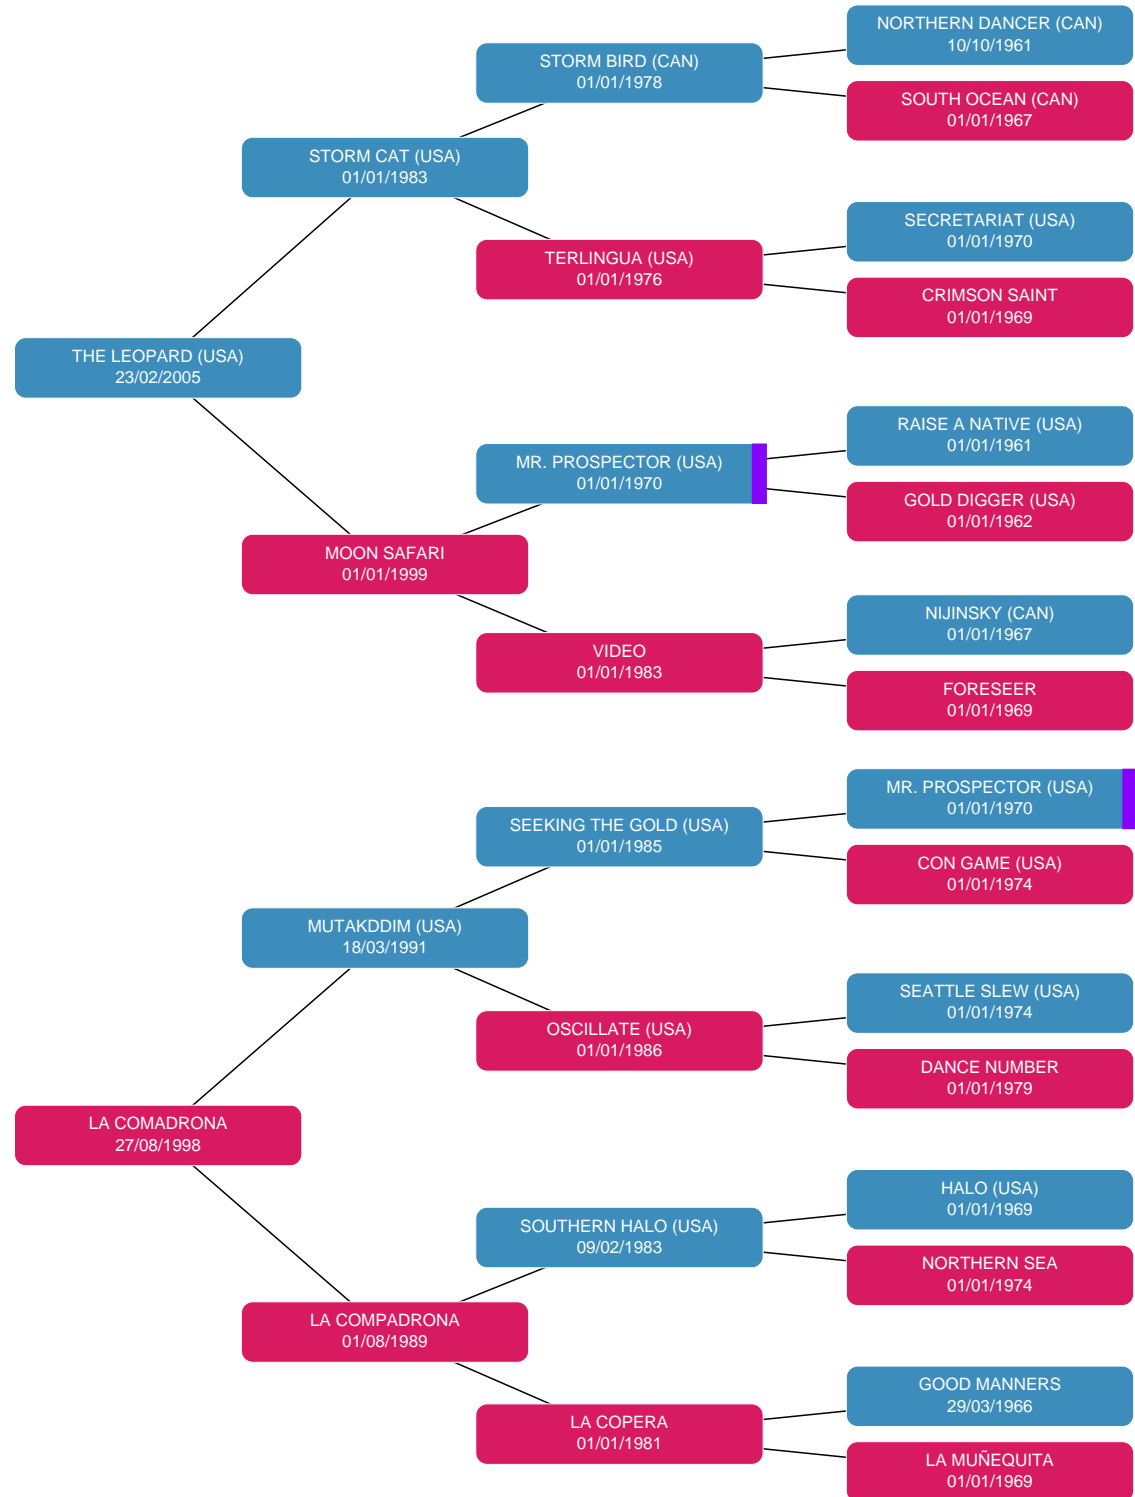 NORTHERN DANCER (CAN)
10/10/1961
STORM BIRD (CAN)
01/01/1978
SOUTH OCEAN (CAN)
01/01/1967
STORM CAT (USA)
01/01/1983
SECRETARIAT (USA)
01/01/1970
TERLINGUA (USA)
01/01/1976
CRIMSON SAINT
01/01/1969
THE LEOPARD (USA)
23/02/2005
RAISE A NATIVE (USA)
01/01/1961
MR. PROSPECTOR (USA)
01/01/1970
GOLD DIGGER (USA)
01/01/1962
MOON SAFARI
01/01/1999
NIJINSKY (CAN)
01/01/1967
VIDEO
01/01/1983
FORESEER
01/01/1969
MR. PROSPECTOR (USA)
01/01/1970
SEEKING THE GOLD (USA)
01/01/1985
CON GAME (USA)
01/01/1974
MUTAKDDIM (USA)
18/03/1991
SEATTLE SLEW (USA)
01/01/1974
OSCILLATE (USA)
01/01/1986
DANCE NUMBER
01/01/1979
LA COMADRONA
27/08/1998
HALO (USA)
01/01/1969
SOUTHERN HALO (USA)
09/02/1983
NORTHERN SEA
01/01/1974
LA COMPADRONA
01/08/1989
GOOD MANNERS
29/03/1966
LA COPERA
01/01/1981
LA MUÑEQUITA
01/01/1969